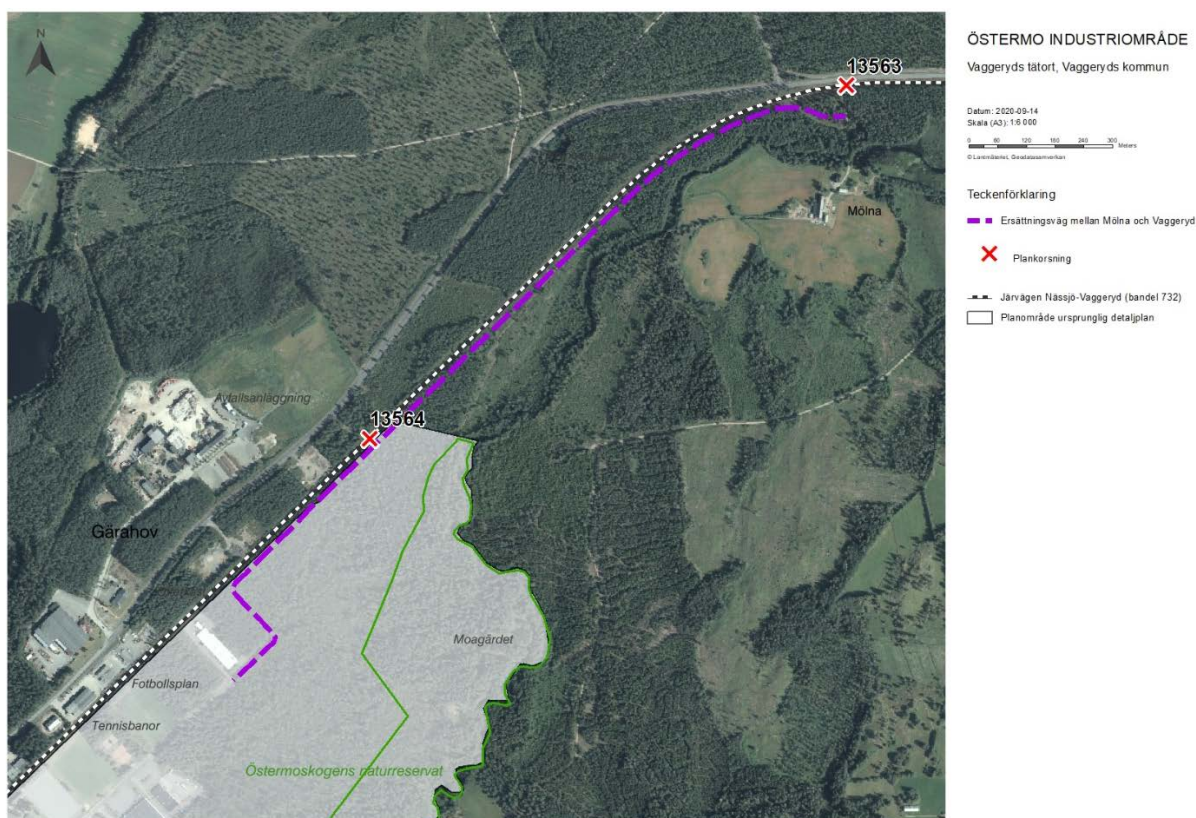 N
13563
Mölna
Avfallsanläggning
13564
Gärahov
Moagärdet
Fotbollsplan
Tennisbanor
Östermoskogens naturreservat
ÖSTERMO INDUSTRIOMRÅDE
Vaggeryds tätort, Vaggeryds kommun
Datum: 2020-09-14
Skala (A3): 1:6 000
0 60 120 180 240 300 Meters
© Lantmäteriet, Geodatasamverkan
Teckenförklaring
Ersättningsväg mellan Mölna och Vaggeryd
Plankorsning
Järvägen Nässjö-Vaggeryd (bandel 732)
Planområde ursprunglig detaljplan